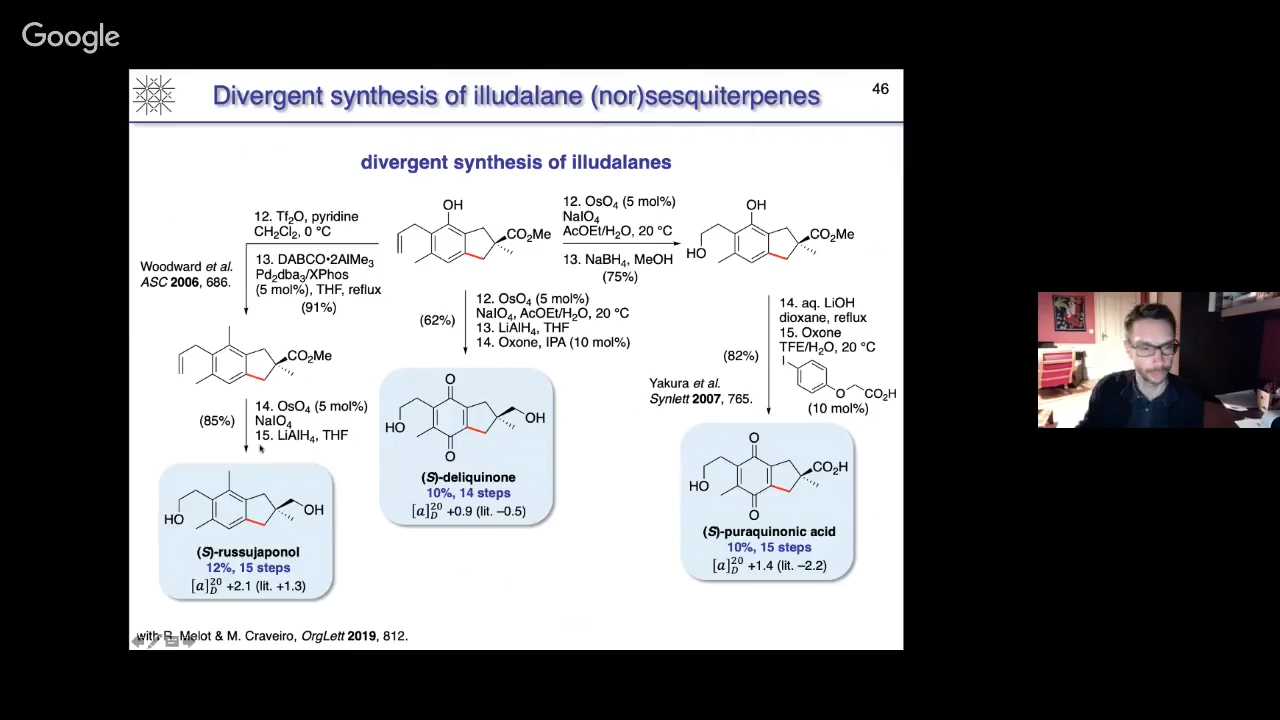 Google
Divergent synthesis of illudalane (nor)sesquiterpenes
46
divergent synthesis of illudalanes
12. Tf₂O, pyridine
CH₂Cl₂, 0 °C
13. DABCO•2AlMe₃
Pd₂dba₃/XPhos
(5 mol%), THF, reflux
(91%)
Woodward et al.
ASC 2006, 686.
OH
CO₂Me
12. OsO₄ (5 mol%)
NaIO₄
AcOEt/H₂O, 20 °C
13. NaBH₄, MeOH
(75%)
OH
HO
CO₂Me
(62%)
12. OsO₄ (5 mol%)
NaIO₄, AcOEt/H₂O, 20 °C
13. LiAlH₄, THF
14. Oxone, IPA (10 mol%)
14. aq. LiOH
dioxane, reflux
15. Oxone
TFE/H₂O, 20 °C
I
O
CO₂H
(10 mol%)
(82%)
Yakura et al.
Synlett 2007, 765.
CO₂Me
(85%)
14. OsO₄ (5 mol%)
NaIO₄
15. LiAlH₄, THF
O
HO
OH
O
(S)-deliquinone
10%, 14 steps
[a]D20 +0.9 (lit. –0.5)
O
HO
CO₂H
O
(S)-puraquinonic acid
10%, 15 steps
[a]D20 +1.4 (lit. –2.2)
HO
OH
(S)-russujaponol
12%, 15 steps
[a]D20 +2.1 (lit. +1.3)
with R. Melot & M. Craveiro, OrgLett 2019, 812.